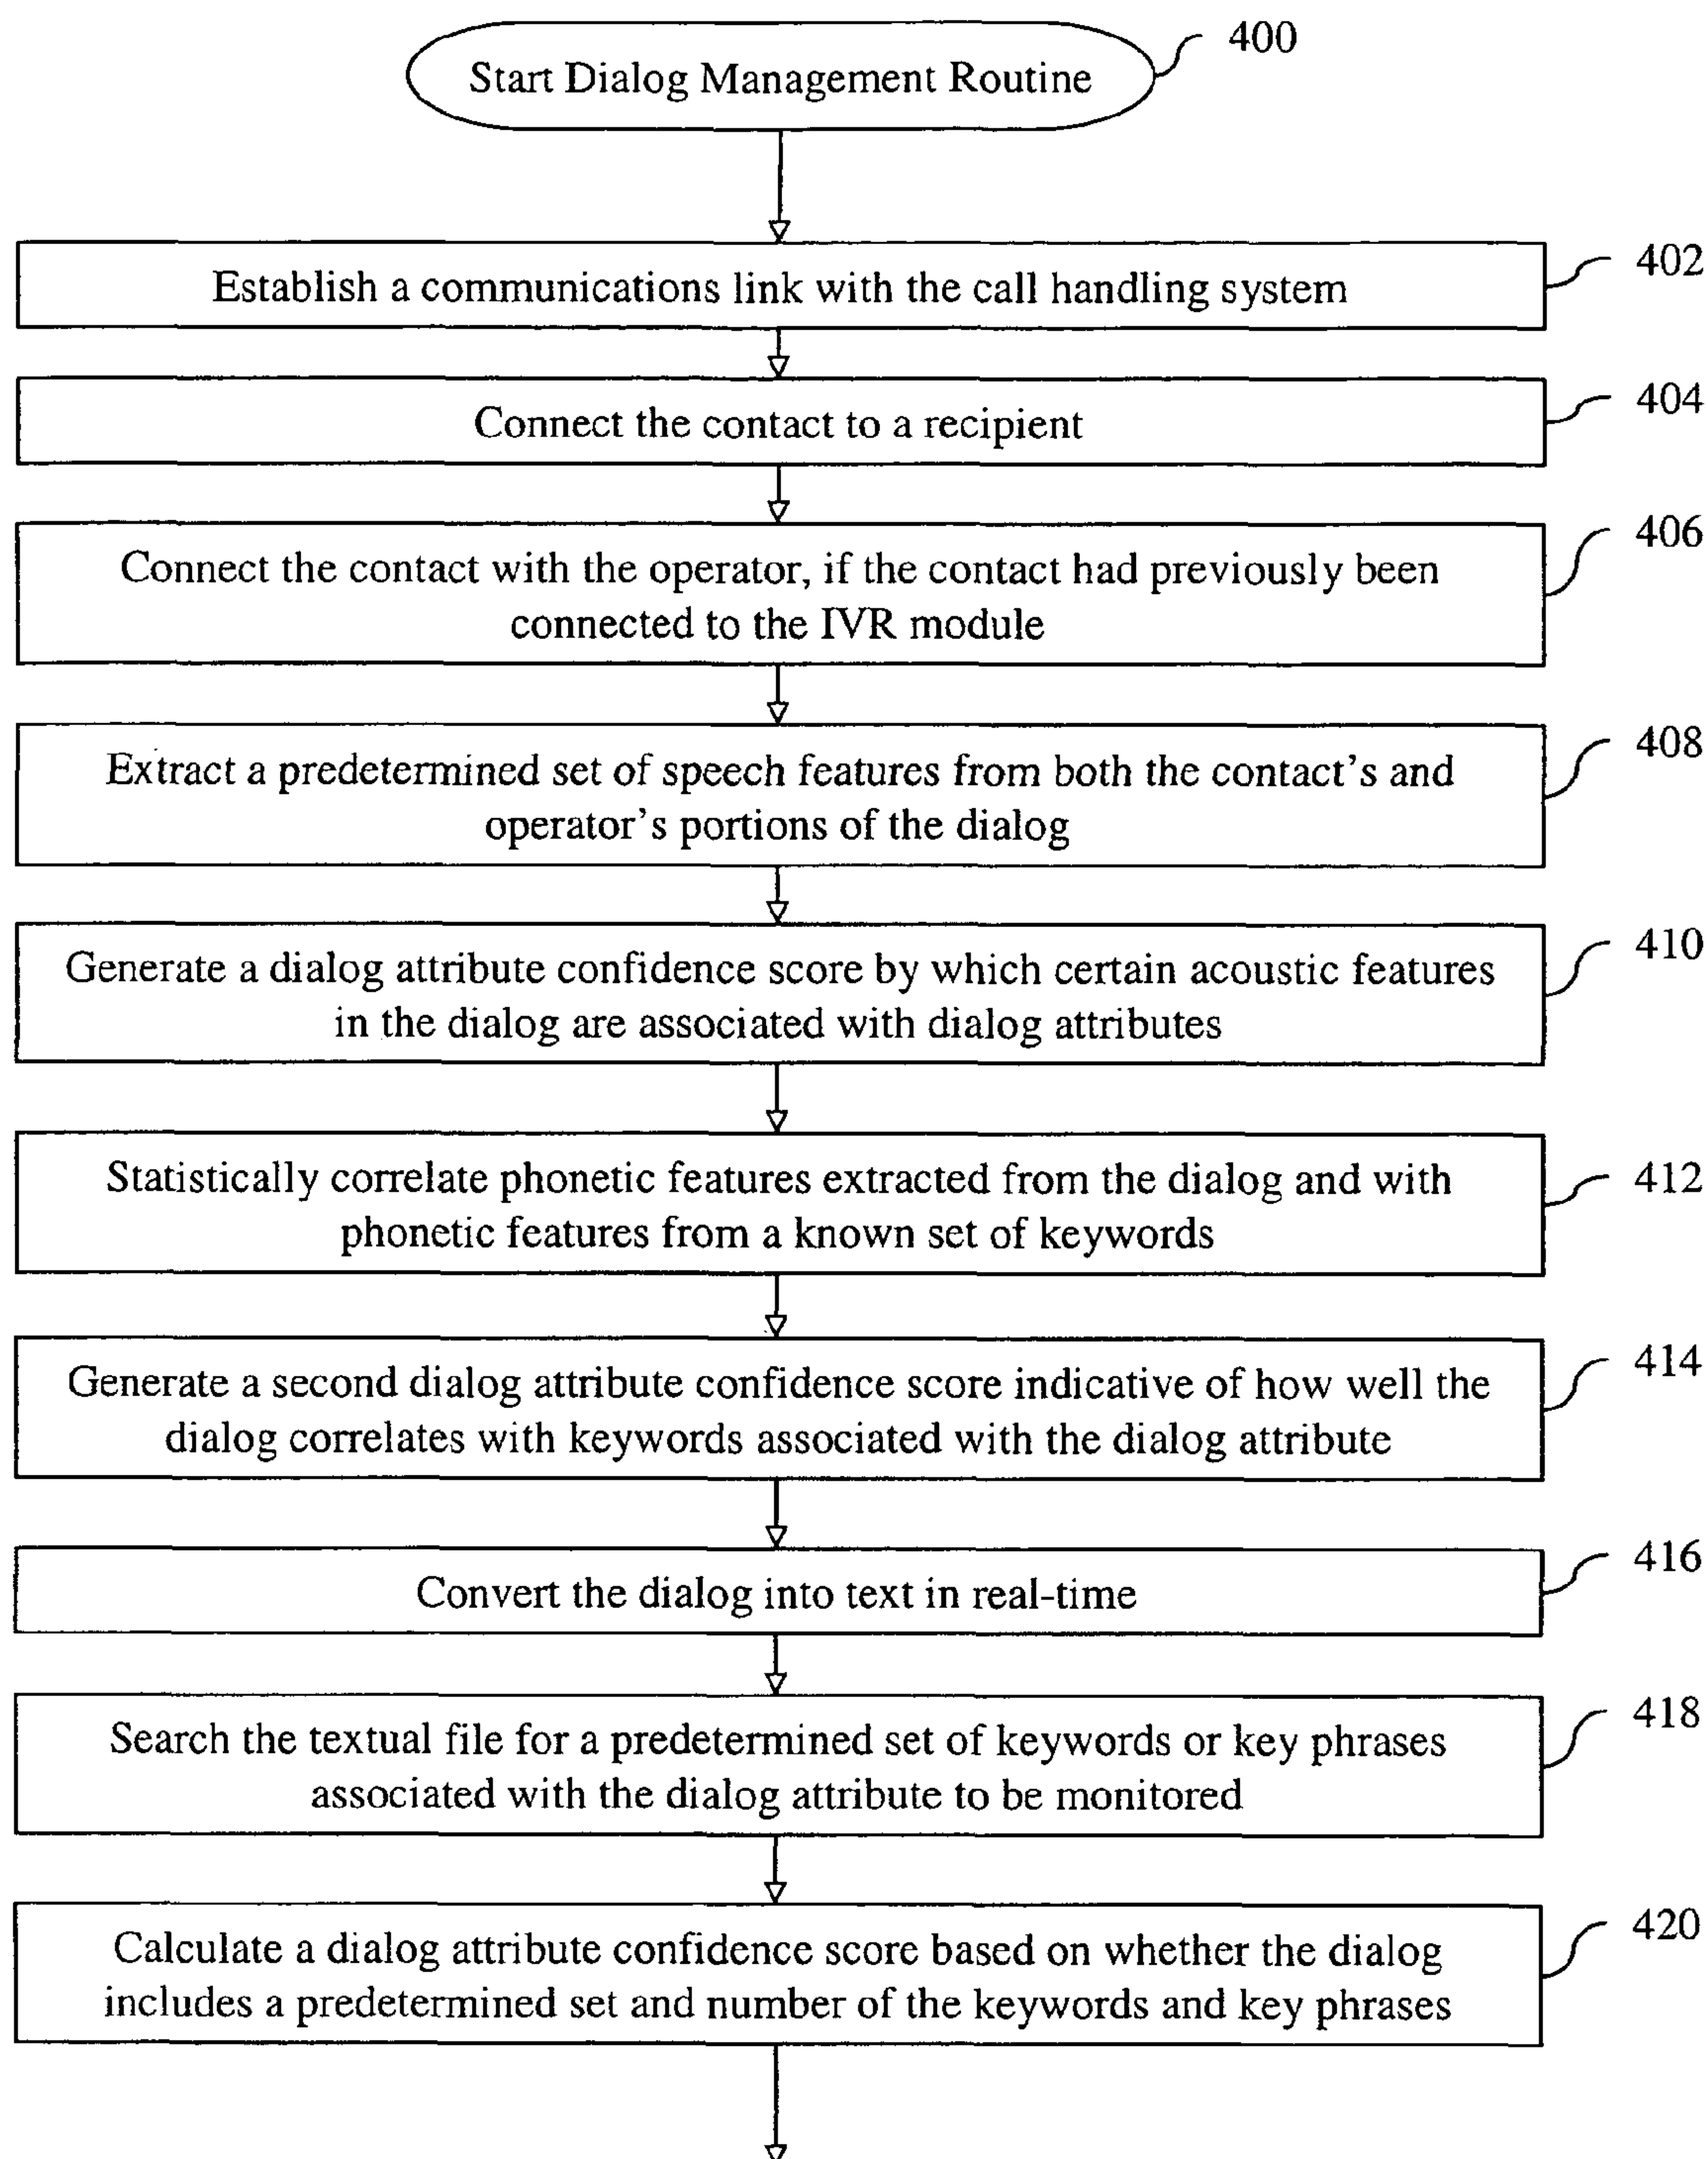 400
Start Dialog Management Routine
402
Establish a communications link with the call handling system
404
Connect the contact to a recipient
406
Connect the contact with the operator, if the contact had previously been
connected to the IVR module
408
Extract a predetermined set of speech features from both the contact's and
operator's portions of the dialog
410
Generate a dialog attribute confidence score by which certain acoustic features
in the dialog are associated with dialog attributes
412
Statistically correlate phonetic features extracted from the dialog and with
phonetic features from a known set of keywords
414
Generate a second dialog attribute confidence score indicative of how well the
dialog correlates with keywords associated with the dialog attribute
416
Convert the dialog into text in real-time
418
Search the textual file for a predetermined set of keywords or key phrases
associated with the dialog attribute to be monitored
420
Calculate a dialog attribute confidence score based on whether the dialog
includes a predetermined set and number of the keywords and key phrases